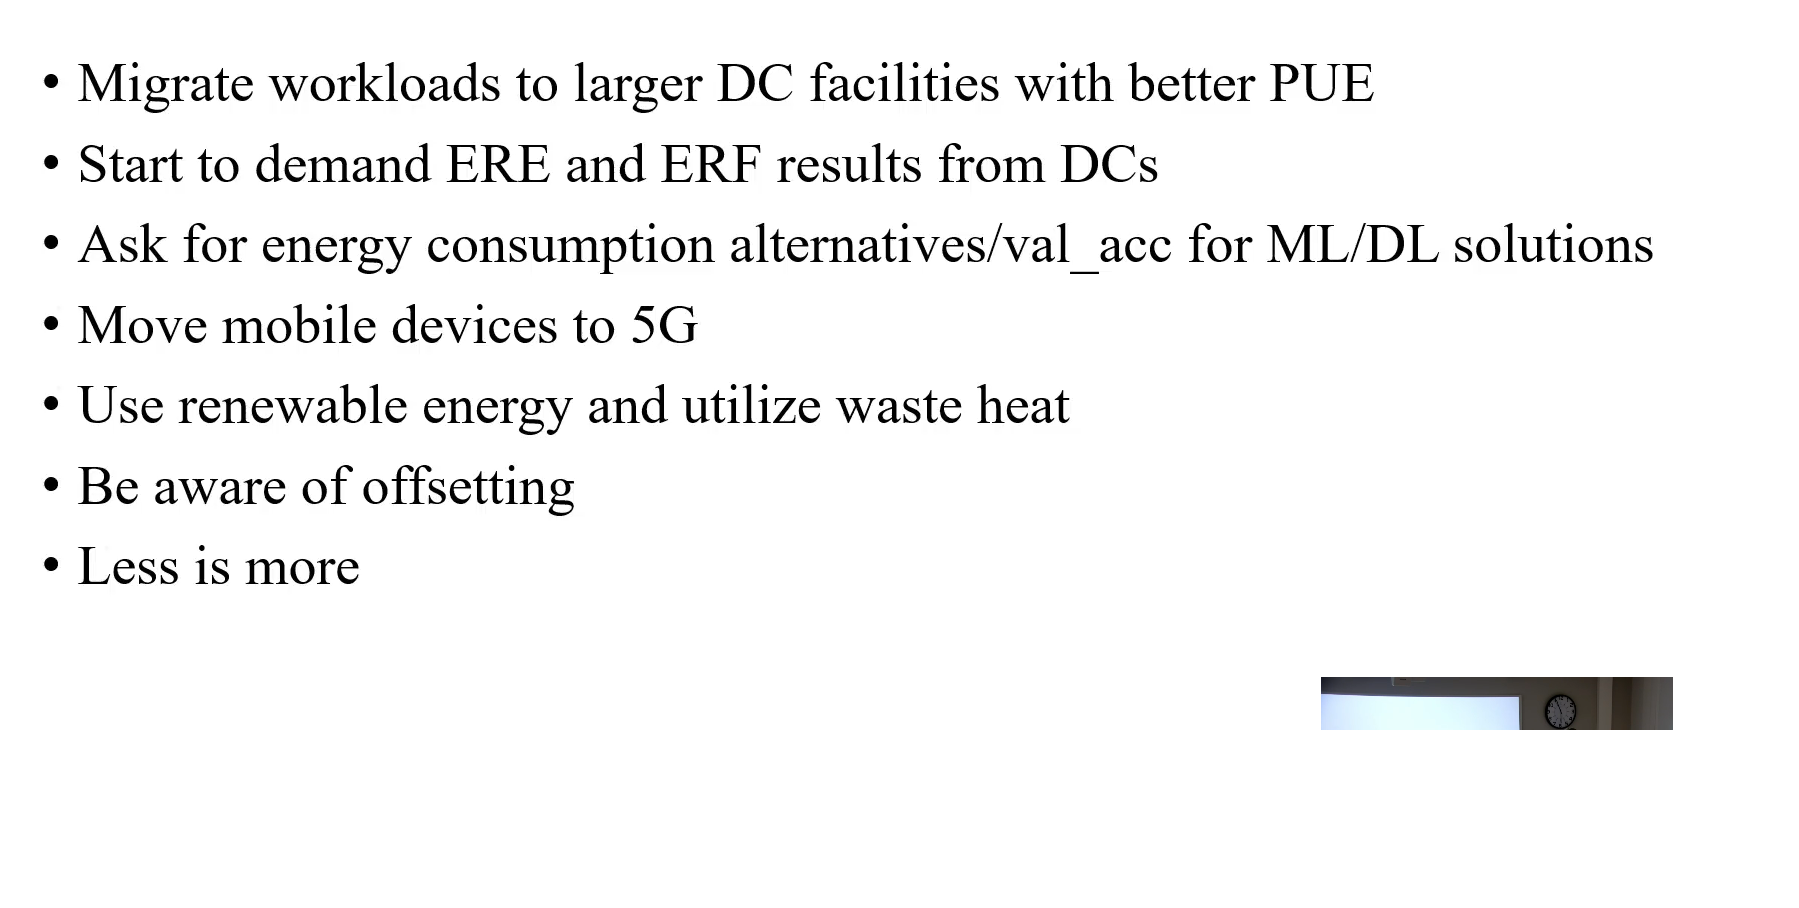 • Migrate workloads to larger DC facilities with better PUE
• Start to demand ERE and ERF results from DCs
• Ask for energy consumption alternatives/val_acc for ML/DL solutions
• Move mobile devices to 5G
• Use renewable energy and utilize waste heat
• Be aware of offsetting
• Less is more